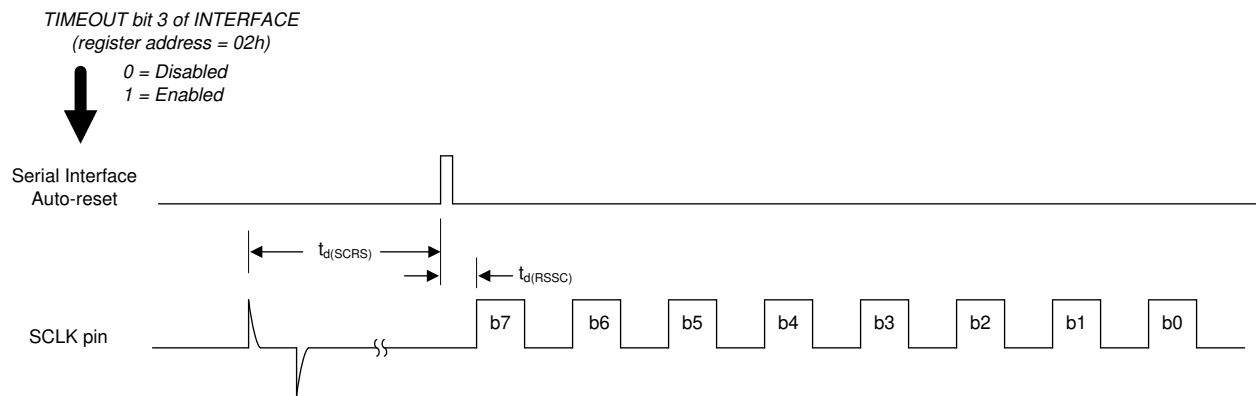 TIMEOUT bit 3 of INTERFACE
(register address = 02h)
0 = Disabled
1 = Enabled
Serial Interface
Auto-reset
td(SCRS)
td(RSSC)
SCLK pin
b7 b6 b5 b4 b3 b2 b1 b0